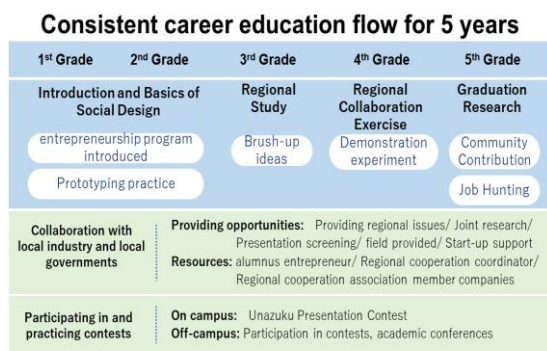 Consistent career education flow for 5 years
1st Grade 2nd Grade 3rd Grade 4th Grade 5th Grade
Introduction and Basics of
Social Design
entrepreneurship program
introduced
Prototyping practice
Regional
Study
Brush-up
ideas
Regional
Collaboration
Exercise
Demonstration
experiment
Graduation
Research
Community
Contribution
Job Hunting
Collaboration with
local industry and local
governments
Providing opportunities: Providing regional issues/ Joint research/
Presentation screening/ field provided/ Start-up support
Resources: alumnus entrepreneur/ Regional cooperation coordinator/
Regional cooperation association member companies
Participating in and
practicing contests
On campus: Unazuku Presentation Contest
Off-campus: Participation in contests, academic conferences